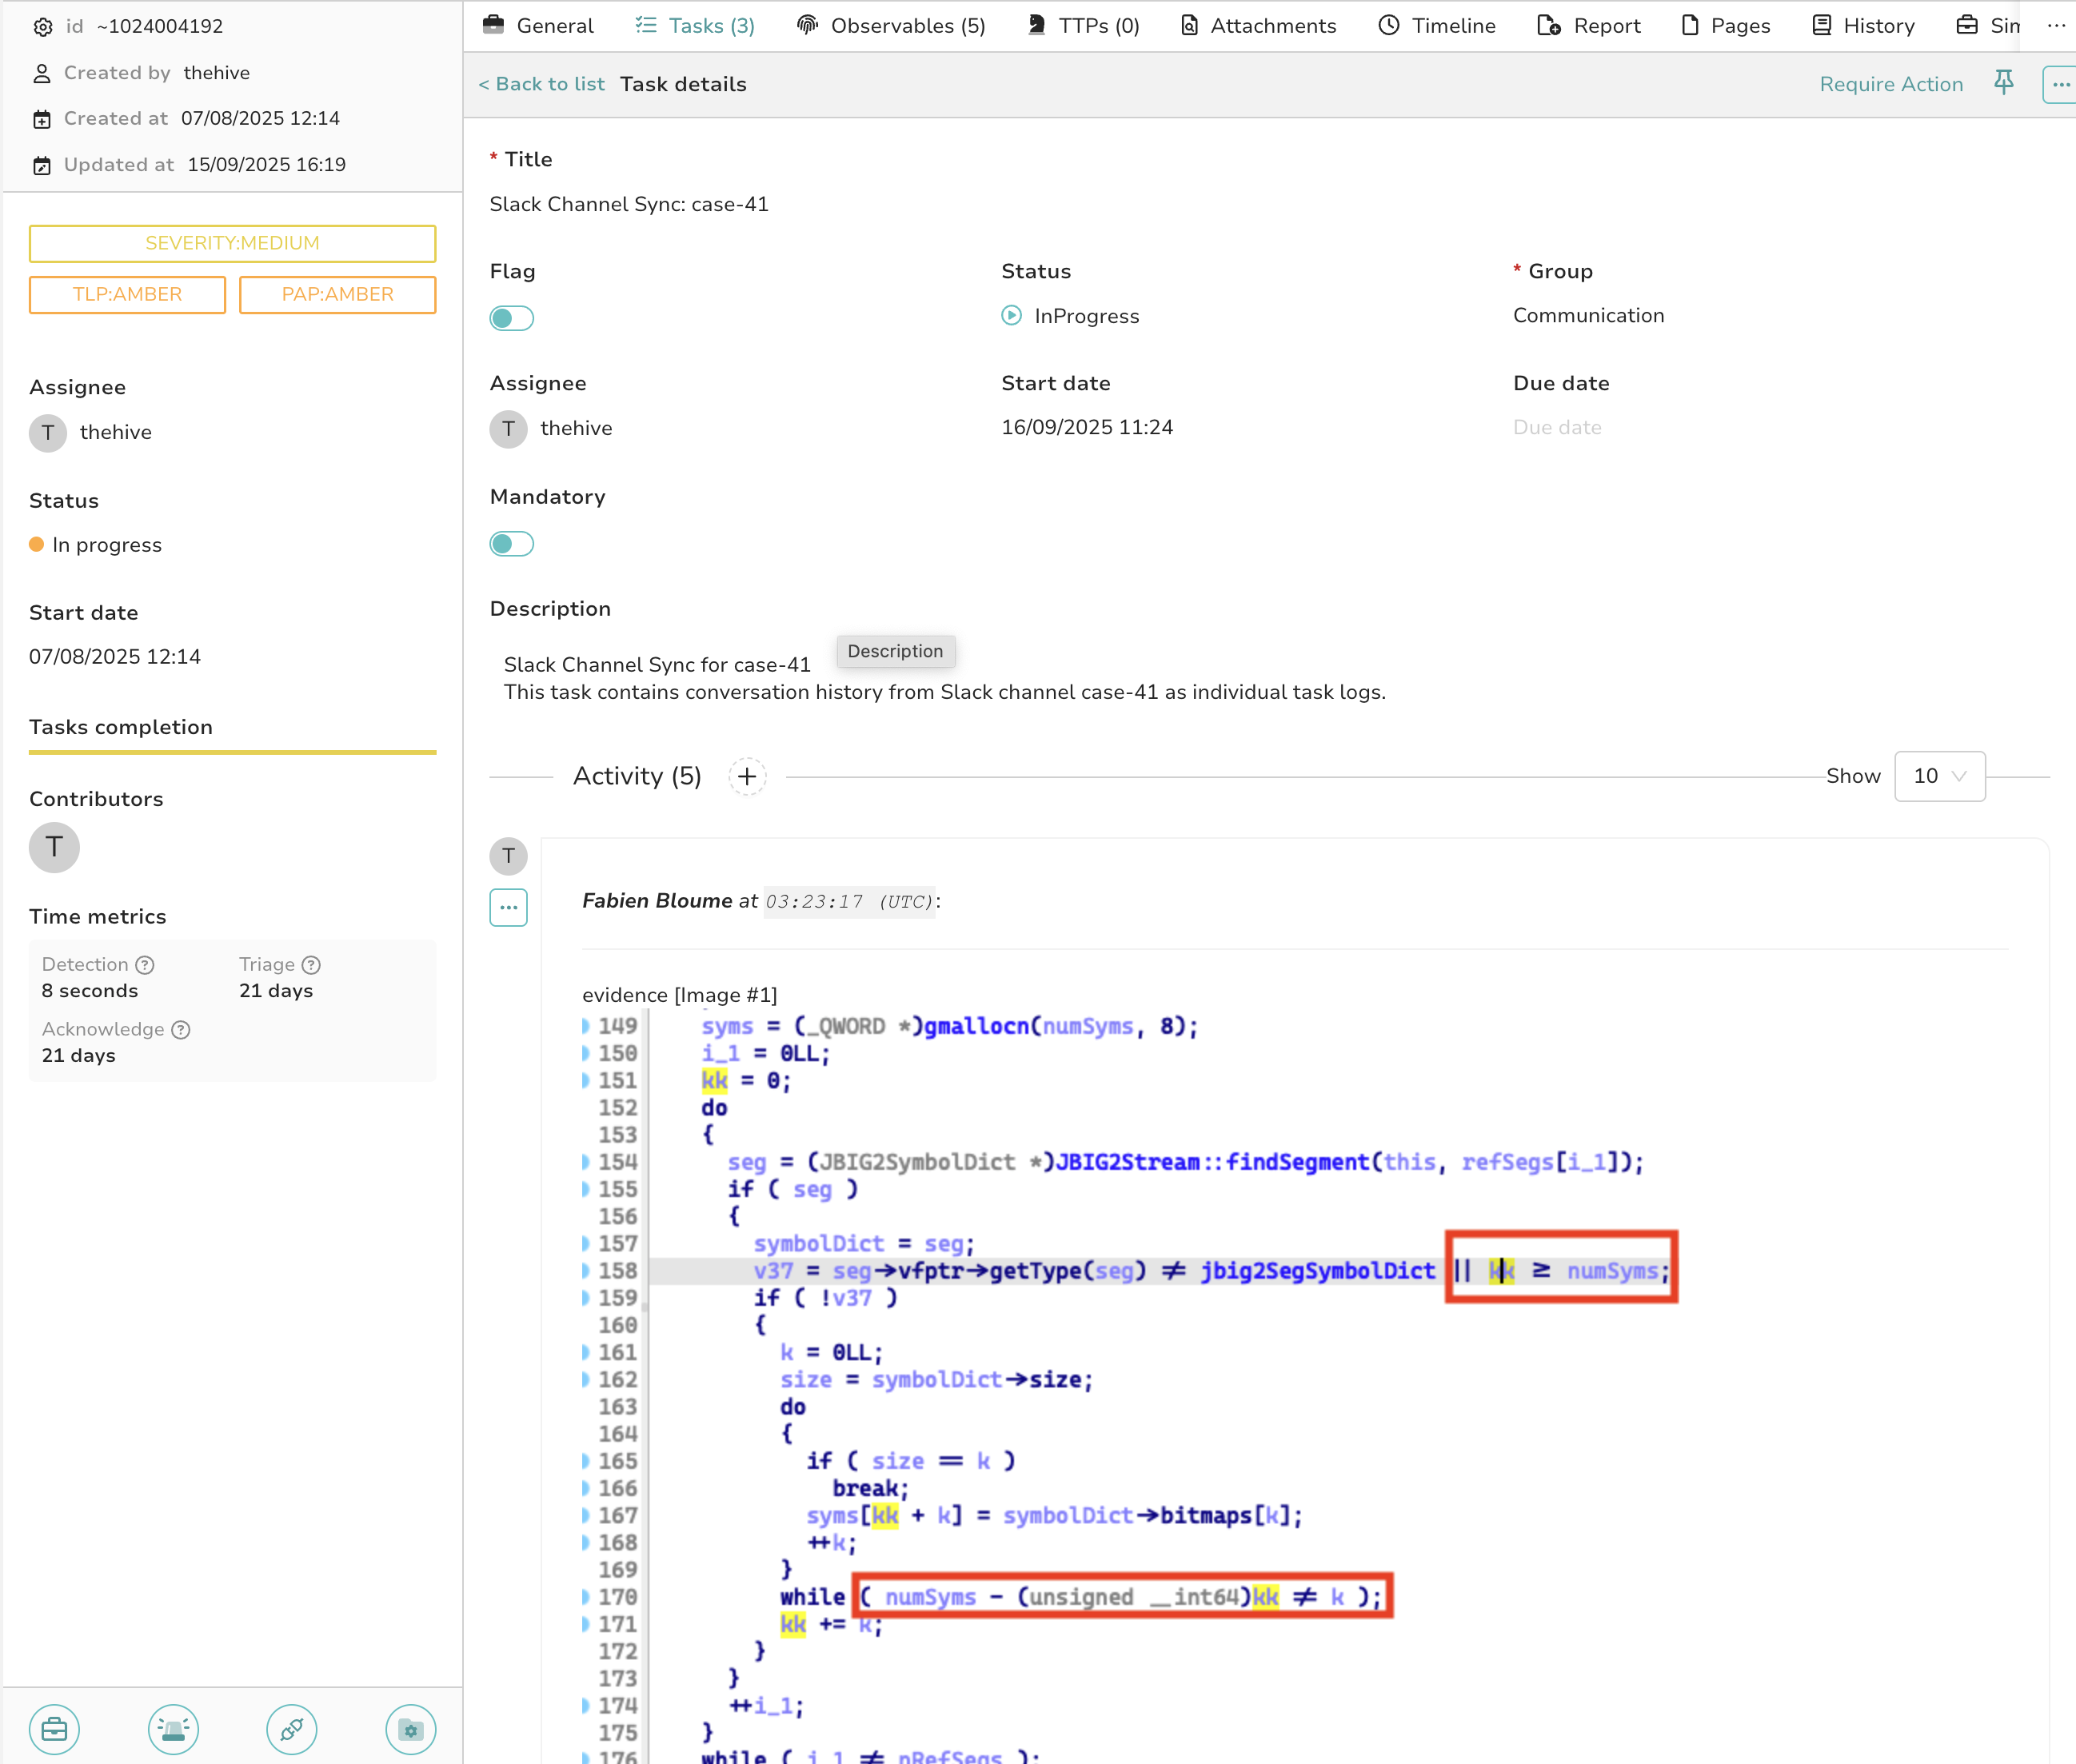 id ~1024004192
Created by thehive
Created at 07/08/2025 12:14
Updated at 15/09/2025 16:19
SEVERITY:MEDIUM
TLP:AMBER PAP:AMBER
Assignee
T thehive
Status
In progress
Start date
07/08/2025 12:14
Tasks completion
Contributors
T
Time metrics
Detection ? Triage ?
8 seconds 21 days
Acknowledge ?
21 days
General Tasks (3) Observables (5) TTPs (0) Attachments Timeline Report Pages History Sim ...
< Back to list Task details Require Action ...
* Title
Slack Channel Sync: case-41
Flag Status * Group
InProgress Communication
Assignee Start date Due date
T thehive 16/09/2025 11:24 Due date
Mandatory
Description
Description
Slack Channel Sync for case-41
This task contains conversation history from Slack channel case-41 as individual task logs.
Activity (5) + Show 10
T
...
Fabien Bloume at 03:23:17 (UTC):
evidence [Image #1]
149 syms = (_QWORD *)gmallocn(numSyms, 8);
150 i_1 = 0LL;
151 kk = 0;
152 do
153 {
154 seg = (JBIG2SymbolDict *)JBIG2Stream::findSegment(this, refSegs[i_1]);
155 if ( seg )
156 {
157 symbolDict = seg;
158 v37 = seg→vfptr→getType(seg) ≠ jbig2SegSymbolDict || kk ≥ numSyms;
159 if ( !v37 )
160 {
161 k = 0LL;
162 size = symbolDict→size;
163 do
164 {
165 if ( size == k )
166 break;
167 syms[kk + k] = symbolDict→bitmaps[k];
168 ++k;
169 }
170 while ( numSyms - (unsigned __int64)kk ≠ k );
171 kk += k;
172 }
173 }
174 ++i_1;
175 }
176 while ( i_1 ≠ nRefSegs );